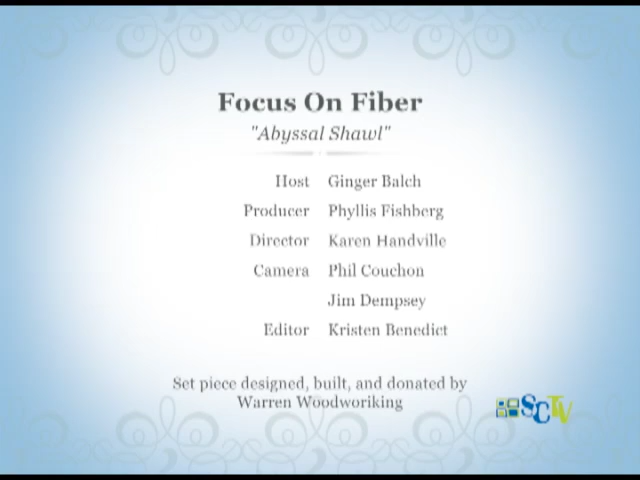 Focus On Fiber
"Abyssal Shawl"
Host Ginger Balch
Producer Phyllis Fishberg
Director Karen Handville
Camera Phil Couchon
Jim Dempsey
Editor Kristen Benedict
Set piece designed, built, and donated by
Warren Woodworiking
SCTV